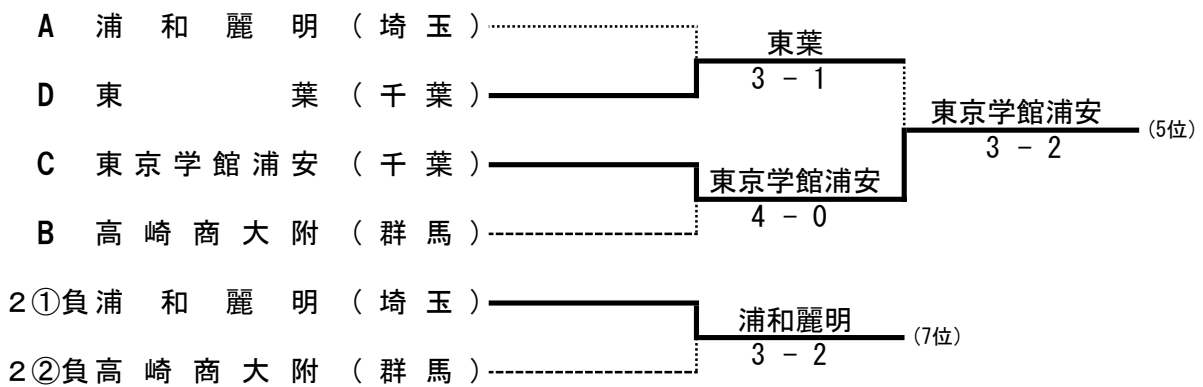 A 浦和麗明 (埼玉)
東葉
3 - 1
D 東葉 (千葉)
東京学館浦安 (5位)
3 - 2
C 東京学館浦安 (千葉)
東京学館浦安
4 - 0
B 高崎商大附 (群馬)
2①負 浦和麗明 (埼玉)
浦和麗明 (7位)
3 - 2
2②負 高崎商大附 (群馬)